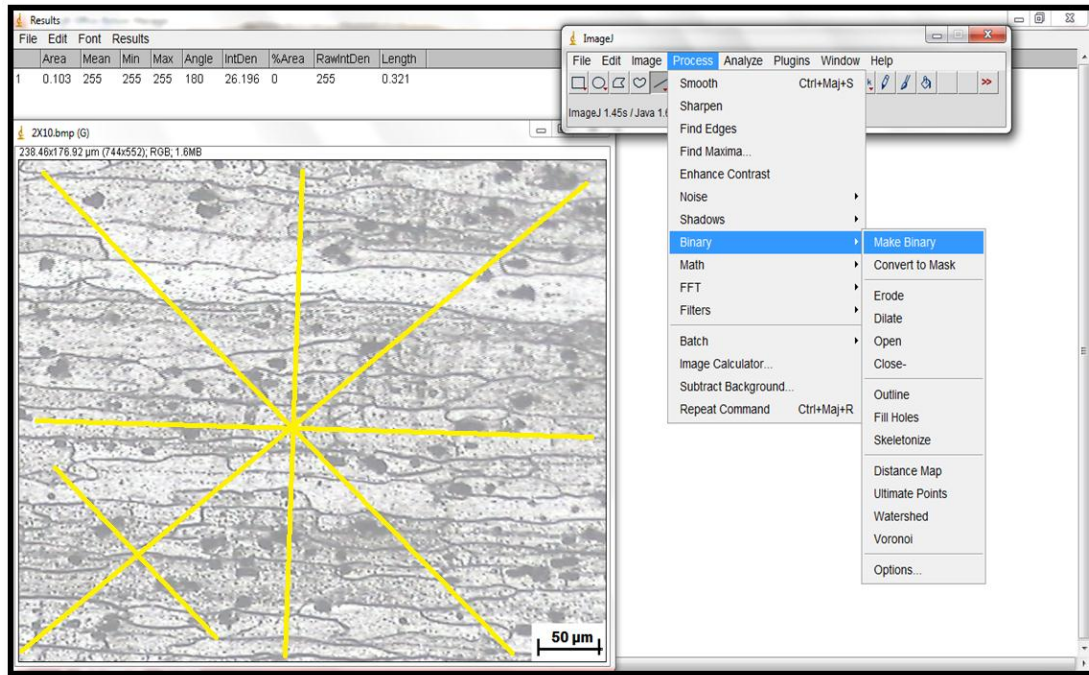 Results
File Edit Font Results
Area Mean Min Max Angle IntDen %Area RawIntDen Length
1 0.103 255 255 255 180 26.196 0 255 0.321
2X10.bmp (G)
238.46x176.92 µm (744x552); RGB; 1.6MB
50 µm
ImageJ
File Edit Image Process Analyze Plugins Window Help
>>
ImageJ 1.45s / Java
Smooth Ctrl+Maj+S
Sharpen
Find Edges
Find Maxima...
Enhance Contrast
Noise
Shadows
Binary
Math
FFT
Filters
Batch
Image Calculator...
Subtract Background...
Repeat Command Ctrl+Maj+R
Make Binary
Convert to Mask
Erode
Dilate
Open
Close-
Outline
Fill Holes
Skeletonize
Distance Map
Ultimate Points
Watershed
Voronoi
Options...